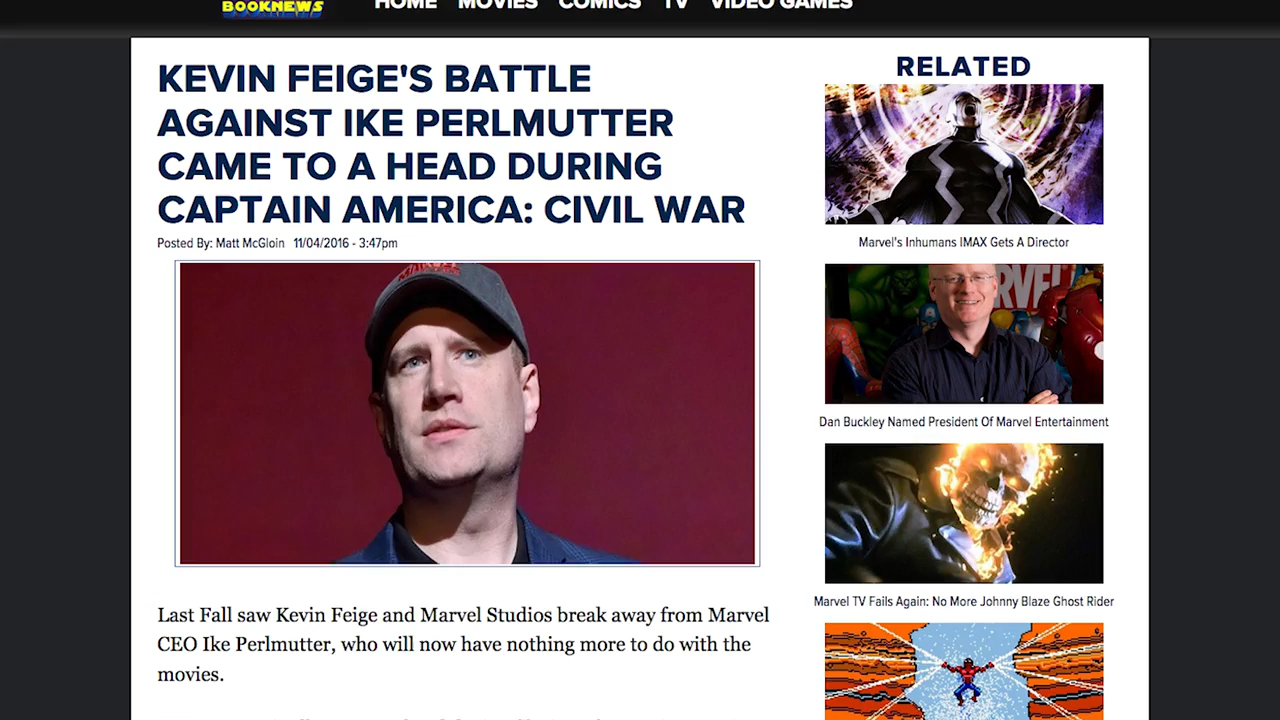 BOOKNEWS
HOME MOVIES COMICS TV VIDEO GAMES
KEVIN FEIGE'S BATTLE
AGAINST IKE PERLMUTTER
CAME TO A HEAD DURING
CAPTAIN AMERICA: CIVIL WAR
Posted By: Matt McGloin 11/04/2016 - 3:47pm
MARVEL
Last Fall saw Kevin Feige and Marvel Studios break away from Marvel
CEO Ike Perlmutter, who will now have nothing more to do with the
movies.
RELATED
Marvel's Inhumans IMAX Gets A Director
Dan Buckley Named President Of Marvel Entertainment
Marvel TV Fails Again: No More Johnny Blaze Ghost Rider